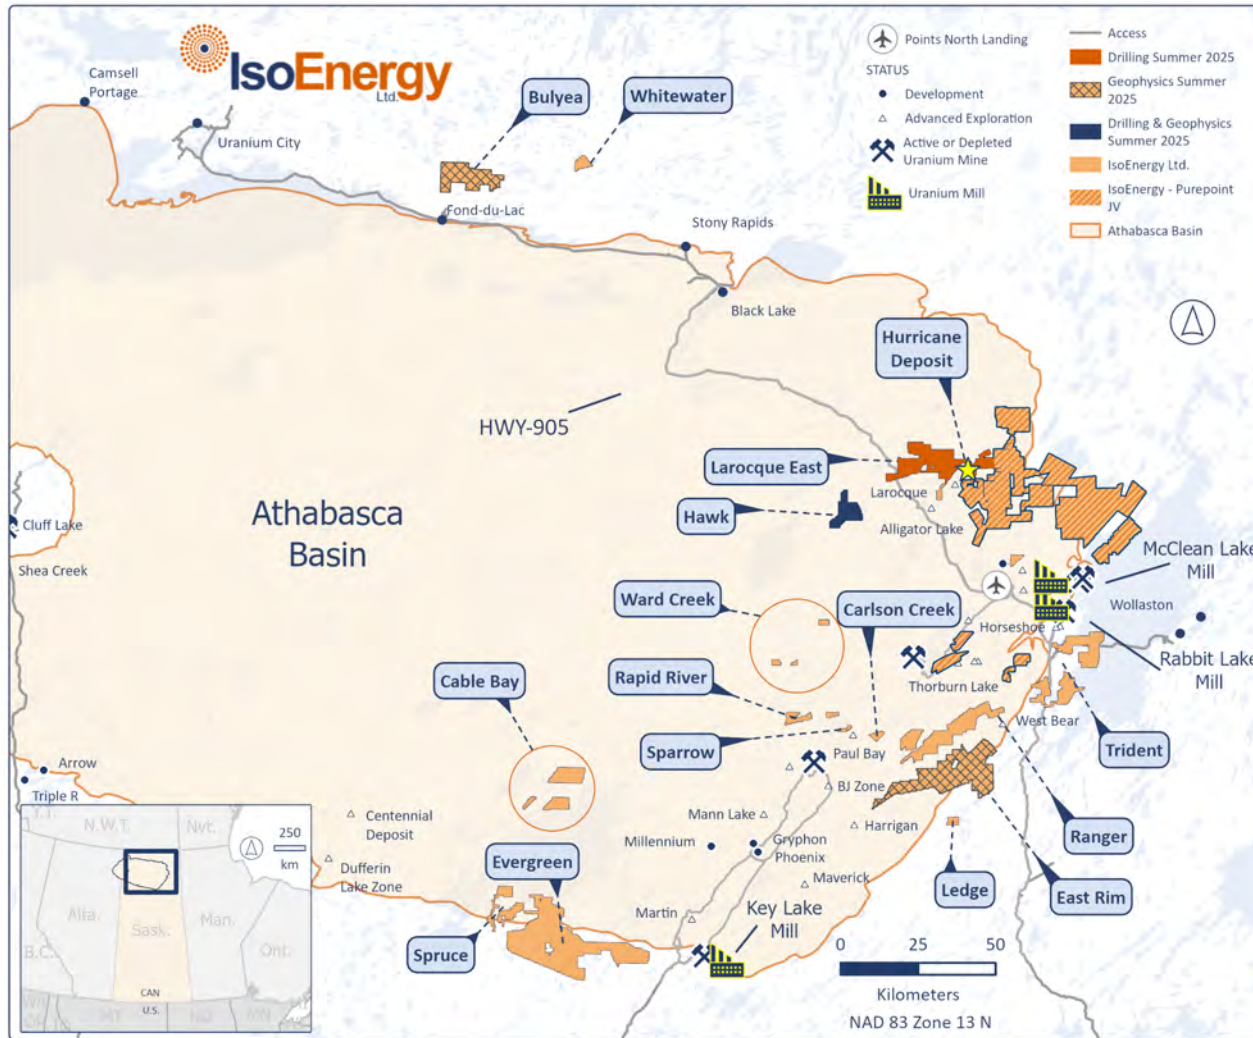 IsoEnergy
Ltd.
Camsell
Portage
Uranium City
Bulyea
Whitewater
Fond-du-Lac
Stony Rapids
Black Lake
Points North Landing
STATUS
Development
Advanced Exploration
Active or Depleted
Uranium Mine
Uranium Mill
Access
Drilling Summer 2025
Geophysics Summer
2025
Drilling & Geophysics
Summer 2025
IsoEnergy Ltd.
IsoEnergy - Purepoint
JV
Athabasca Basin
Hurricane
Deposit
HWY-905
Larocque East
Larocque
Hawk
Alligator Lake
Athabasca
Basin
Cluff Lake
Shea Creek
McClean Lake
Mill
Wollaston
Ward Creek
Carlson Creek
Horseshoe
Rabbit Lake
Mill
Cable Bay
Rapid River
Thorburn Lake
West Bear
Trident
Sparrow
Paul Bay
BJ Zone
Arrow
Triple R
Centennial
Deposit
Dufferin
Lake Zone
Mann Lake
Harrigan
Ranger
Millennium
Gryphon
Phoenix
Evergreen
Maverick
Ledge
East Rim
Martin
Key Lake
Mill
Spruce
0 25 50
Kilometers
NAD 83 Zone 13 N
Y.T.
N.W.T.
Nvt.
250
km
Alta.
Sask.
Man.
B.C.
Ont.
CAN
U.S.
MT
ND
MN